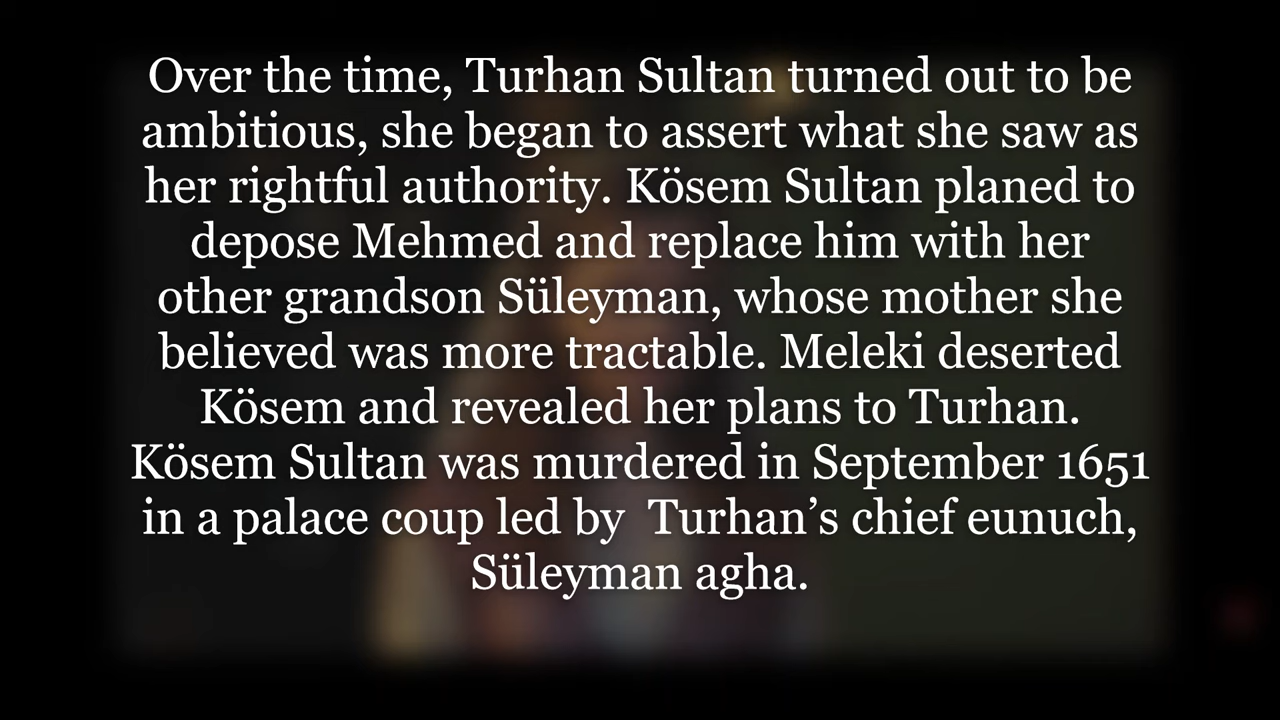 Over the time, Turhan Sultan turned out to be
ambitious, she began to assert what she saw as
her rightful authority. Kösem Sultan planed to
depose Mehmed and replace him with her
other grandson Süleyman, whose mother she
believed was more tractable. Meleki deserted
Kösem and revealed her plans to Turhan.
Kösem Sultan was murdered in September 1651
in a palace coup led by  Turhan’s chief eunuch,
Süleyman agha.